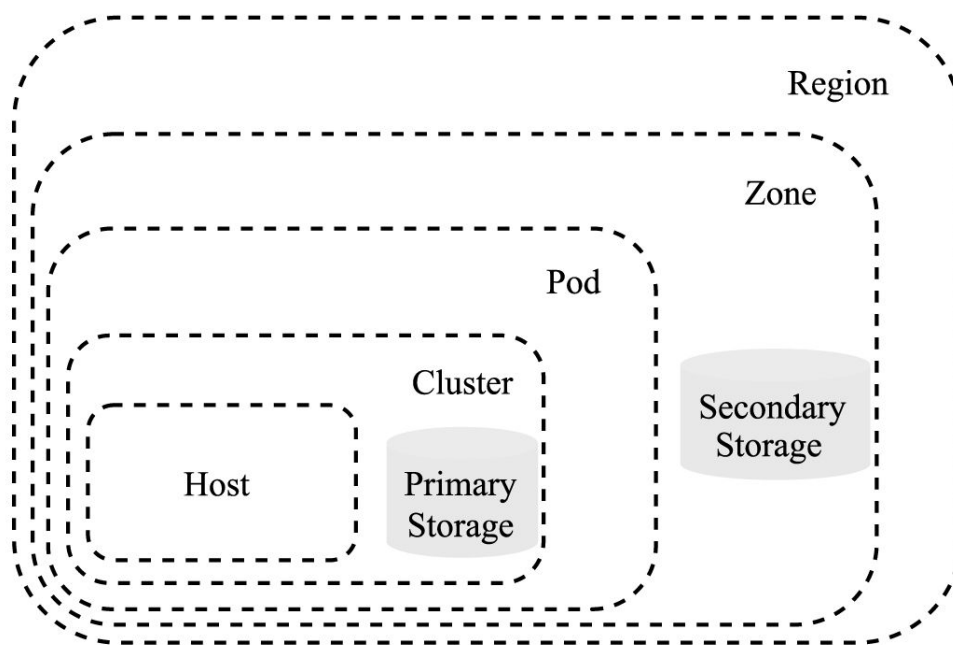 Region
Zone
Pod
Cluster
Secondary
Storage
Host
Primary
Storage